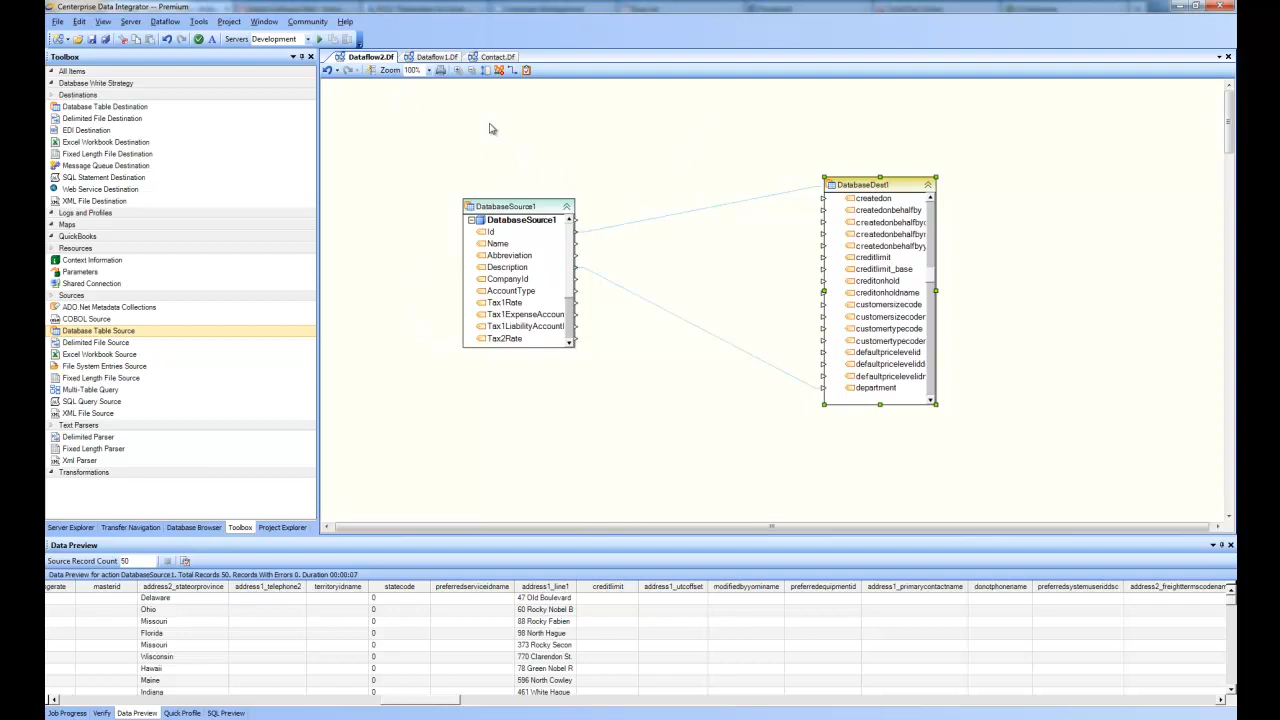 Centerprise Data Integrator -- Premium
File Edit View Server Dataflow Tools Project Window Community Help
Servers Development
Toolbox
All Items
Database Write Strategy
Destinations
Database Table Destination
Delimited File Destination
EDI Destination
Excel Workbook Destination
Fixed Length File Destination
Message Queue Destination
SQL Statement Destination
Web Service Destination
XML File Destination
Logs and Profiles
Maps
QuickBooks
Resources
Context Information
Parameters
Shared Connection
Sources
ADO.Net Metadata Collections
COBOL Source
Database Table Source
Delimited File Source
Excel Workbook Source
File System Entries Source
Fixed Length File Source
Multi-Table Query
SQL Query Source
XML File Source
Text Parsers
Delimited Parser
Fixed Length Parser
Xml Parser
Transformations
Server Explorer Transfer Navigation Database Browser Toolbox Project Explorer
Dataflow2.Df Dataflow1.Df Contact.Df
Zoom 100%
DatabaseSource1
DatabaseSource1
Id
Name
Abbreviation
Description
CompanyId
AccountType
Tax1Rate
Tax1ExpenseAccoun
Tax1LiabilityAccountI
Tax2Rate
DatabaseDest1
createdon
createdonbehalfby
createdonbehalfby
createdonbehalfby
createdonbehalfbyy
creditlimit
creditlimit_base
creditonhold
creditonholdname
customersizecode
customersizecoder
customertypecode
customertypecoder
defaultpricelevelid
defaultpricelevelidd
defaultpricelevelidr
department
Data Preview
Source Record Count 50
Data Preview for action DatabaseSource1. Total Records 50. Records With Errors 0. Duration 00:00:07
gerate masterid address2_stateorprovince address1_telephone2 territoryidname statecode preferredserviceidname address1_line1 creditlimit address1_utcoffset modifiedbyyominame preferredequipmentid address1_primarycontactname donotphonename preferredsystemuseriddsc address2_freighttermscodenam
Delaware 0 47 Old Boulevard
Ohio 0 60 Rocky Nobel B
Missouri 0 88 Rocky Fabien
Florida 0 98 North Hague
Missouri 0 373 Rocky Secon
Wisconsin 0 770 Clarendon St.
Hawaii 0 78 Green Nobel R
Maine 0 596 North Cowley
Indiana 0 461 White Hague
Job Progress Verify Data Preview Quick Profile SQL Preview